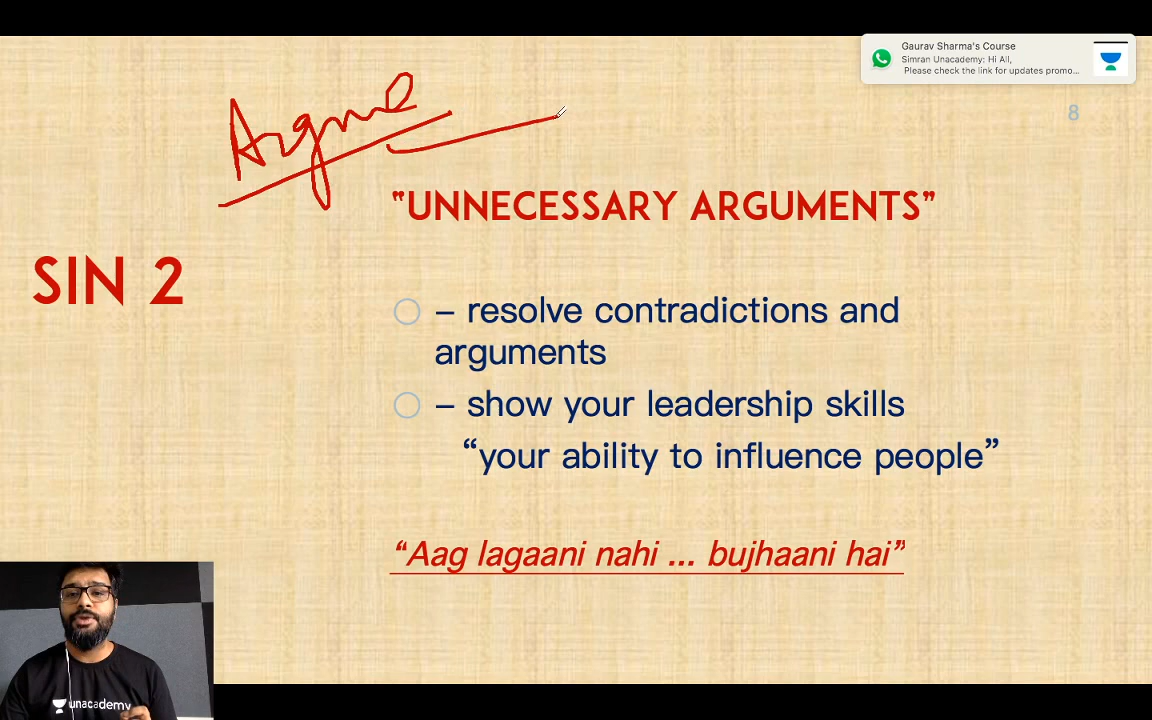 Gaurav Sharma's Course
Simran Unacademy: Hi All,
Please check the link for updates promo...
8
Argue
“UNNECESSARY ARGUMENTS”
SIN 2
– resolve contradictions and
arguments
– show your leadership skills
“your ability to influence people”
“Aag lagaani nahi ... bujhaani hai”
unacademy